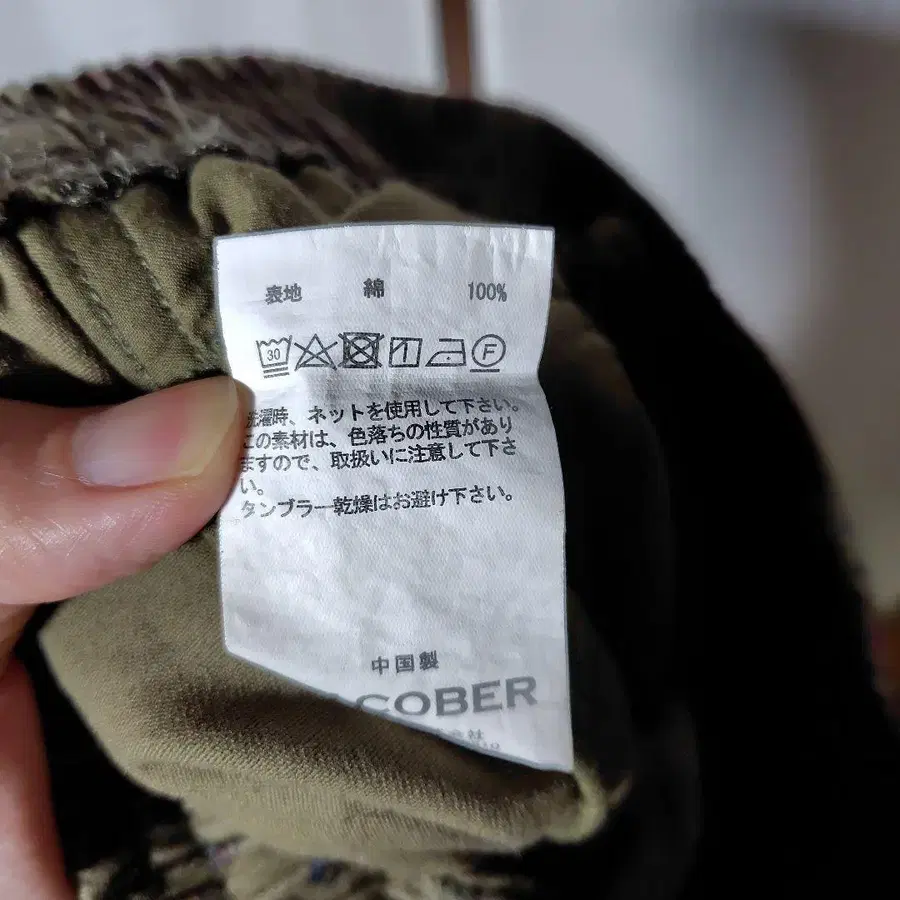 表地 綿 100%
30 F
洗濯時、ネットを使用して下さい。
この素材は、色落ちの性質があり
ますので、取扱いに注意して下さ
い。
タンブラー乾燥はお避け下さい。
中国製
COBER
会社